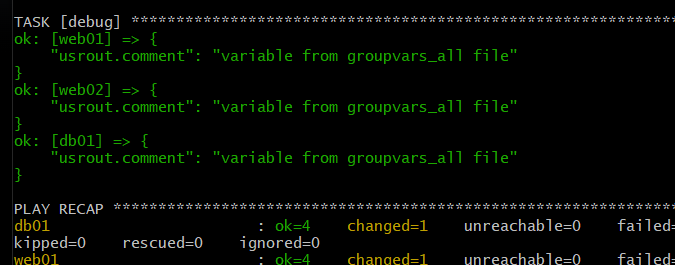 TASK [debug] **************************************************************
ok: [web01] => {
    "usrout.comment": "variable from groupvars_all file"
}
ok: [web02] => {
    "usrout.comment": "variable from groupvars_all file"
}
ok: [db01] => {
    "usrout.comment": "variable from groupvars_all file"
}
PLAY RECAP ****************************************************************
db01                       : ok=4    changed=1    unreachable=0    failed=
kipped=0    rescued=0    ignored=0
web01                      : ok=4    changed=1    unreachable=0    failed=